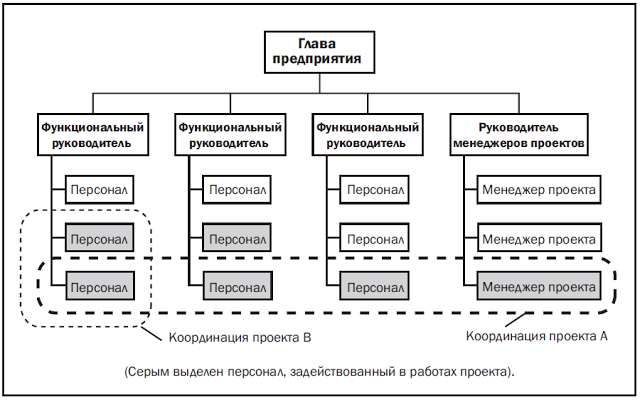 Глава
предприятия
Функциональный
руководитель
Функциональный
руководитель
Функциональный
руководитель
Руководитель
менеджеров проектов
Персонал
Персонал
Персонал
Менеджер проекта
Персонал
Персонал
Персонал
Менеджер проекта
Персонал
Персонал
Персонал
Менеджер проекта
Координация проекта В
Координация проекта А
(Серым выделен персонал, задействованный в работах проекта).